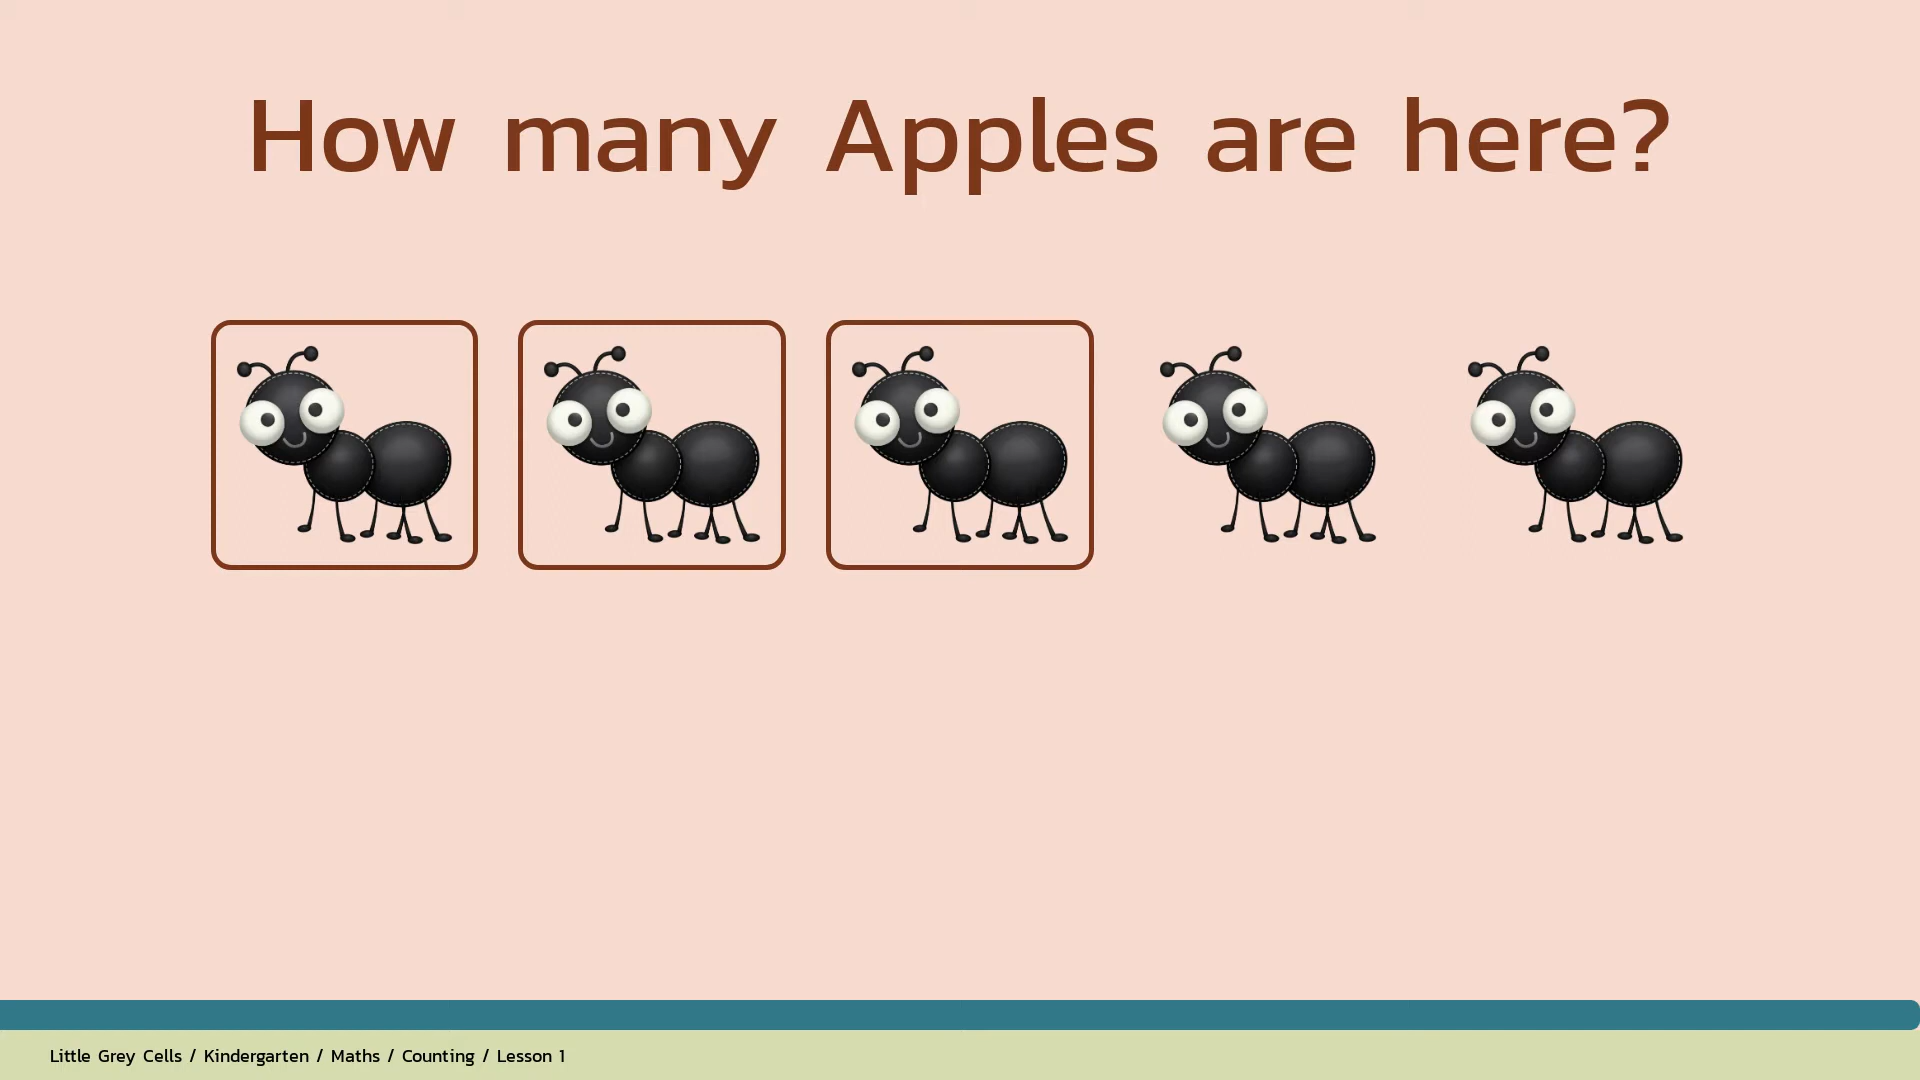 How many Apples are here?
Little Grey Cells / Kindergarten / Maths / Counting / Lesson 1